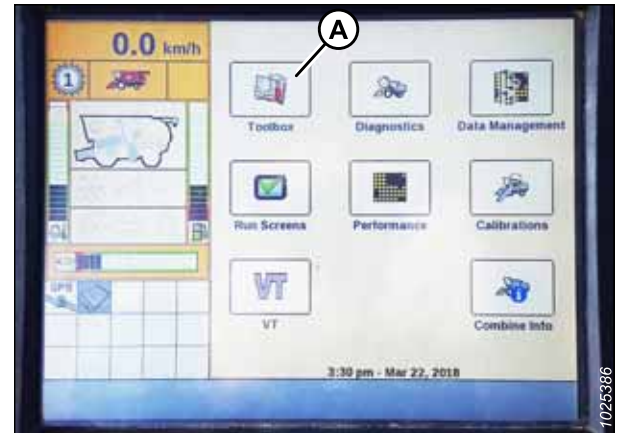 A
0.0 km/h
1
Toolbox
Diagnostics
Data Management
Run Screens
Performance
Calibrations
GPS
VT
VT
Combine Info
3:30 pm - Mar 22, 2018
1025386